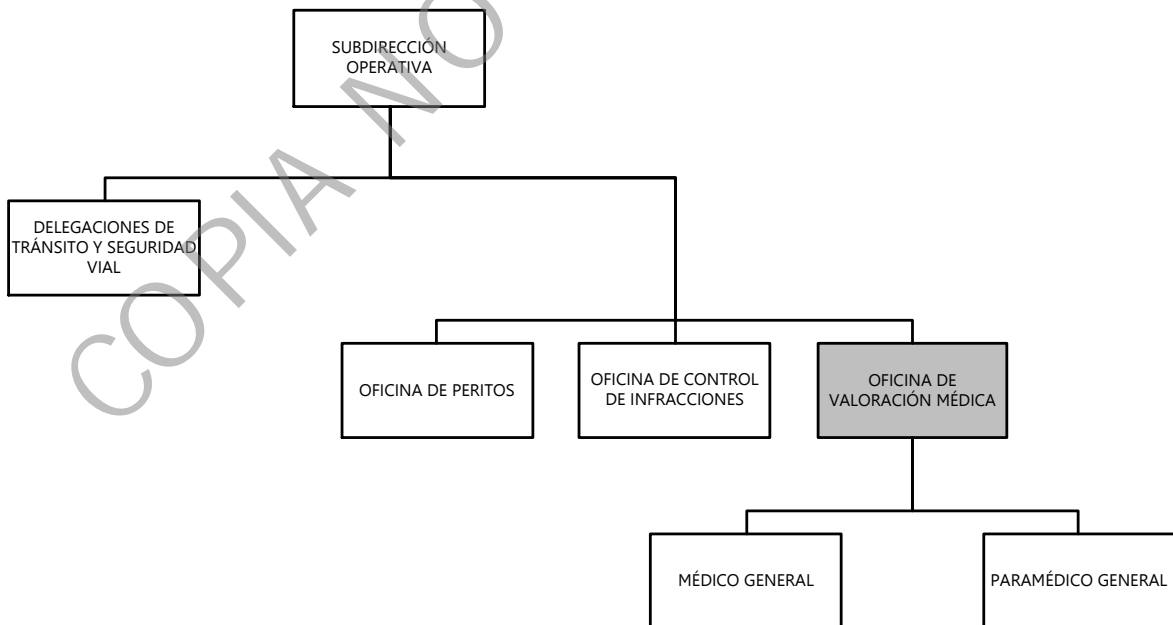 SUBDIRECCIÓN
OPERATIVA
DELEGACIONES DE
TRÁNSITO Y SEGURIDAD
VIAL
OFICINA DE PERITOS
OFICINA DE CONTROL
DE INFRACCIONES
OFICINA DE
VALORACIÓN MÉDICA
MÉDICO GENERAL
PARAMÉDICO GENERAL
COPIA NO